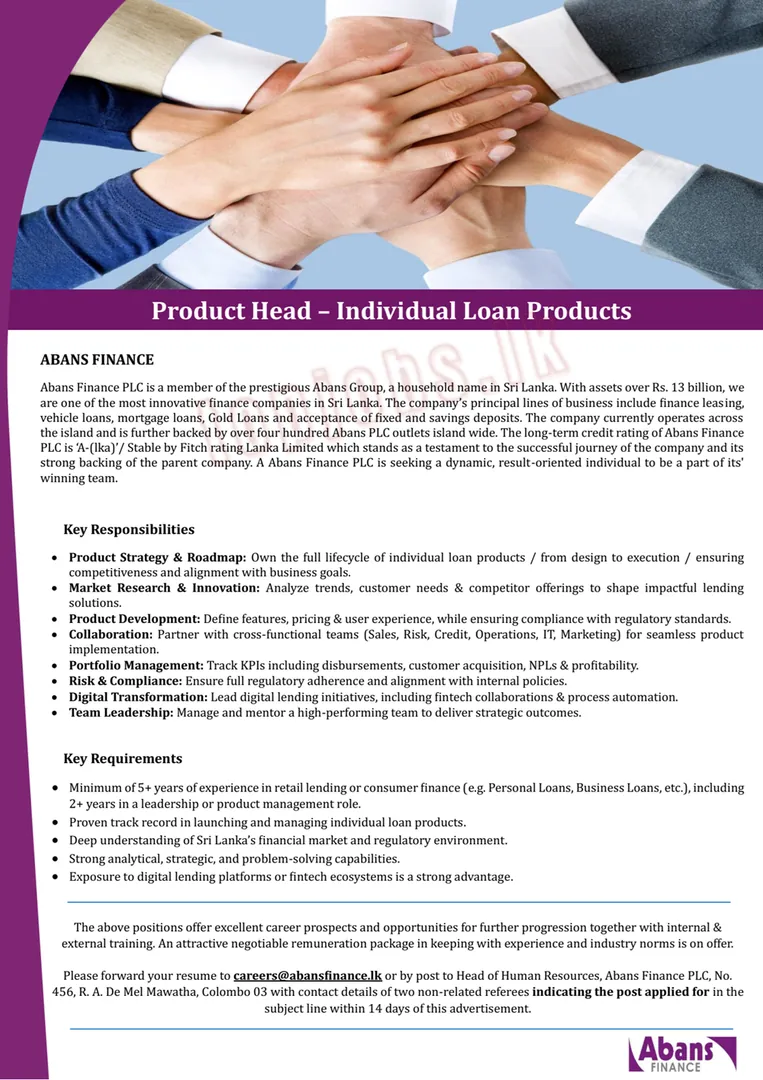 Product Head – Individual Loan Products
ABANS FINANCE
Abans Finance PLC is a member of the prestigious Abans Group, a household name in Sri Lanka. With assets over Rs. 13 billion, we
are one of the most innovative finance companies in Sri Lanka. The company's principal lines of business include finance leasing,
vehicle loans, mortgage loans, Gold Loans and acceptance of fixed and savings deposits. The company currently operates across
the island and is further backed by over four hundred Abans PLC outlets island wide. The long-term credit rating of Abans Finance
PLC is ‘A-(lka)’/ Stable by Fitch rating Lanka Limited which stands as a testament to the successful journey of the company and its
strong backing of the parent company. A Abans Finance PLC is seeking a dynamic, result-oriented individual to be a part of its'
winning team.
Key Responsibilities
• Product Strategy & Roadmap: Own the full lifecycle of individual loan products / from design to execution / ensuring
competitiveness and alignment with business goals.
• Market Research & Innovation: Analyze trends, customer needs & competitor offerings to shape impactful lending
solutions.
• Product Development: Define features, pricing & user experience, while ensuring compliance with regulatory standards.
• Collaboration: Partner with cross-functional teams (Sales, Risk, Credit, Operations, IT, Marketing) for seamless product
implementation.
• Portfolio Management: Track KPIs including disbursements, customer acquisition, NPLs & profitability.
• Risk & Compliance: Ensure full regulatory adherence and alignment with internal policies.
• Digital Transformation: Lead digital lending initiatives, including fintech collaborations & process automation.
• Team Leadership: Manage and mentor a high-performing team to deliver strategic outcomes.
Key Requirements
• Minimum of 5+ years of experience in retail lending or consumer finance (e.g. Personal Loans, Business Loans, etc.), including
2+ years in a leadership or product management role.
• Proven track record in launching and managing individual loan products.
• Deep understanding of Sri Lanka's financial market and regulatory environment.
• Strong analytical, strategic, and problem-solving capabilities.
• Exposure to digital lending platforms or fintech ecosystems is a strong advantage.
The above positions offer excellent career prospects and opportunities for further progression together with internal &
external training. An attractive negotiable remuneration package in keeping with experience and industry norms is on offer.
Please forward your resume to careers@abansfinance.lk or by post to Head of Human Resources, Abans Finance PLC, No.
456, R. A. De Mel Mawatha, Colombo 03 with contact details of two non-related referees indicating the post applied for in the
subject line within 14 days of this advertisement.
Abans
FINANCE